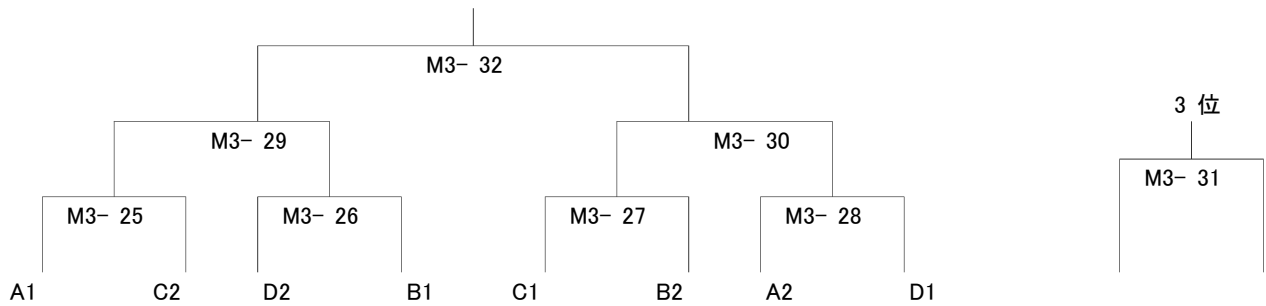 M3- 32
3 位
M3- 29
M3- 30
M3- 31
M3- 25
M3- 26
M3- 27
M3- 28
A1
C2
D2
B1
C1
B2
A2
D1